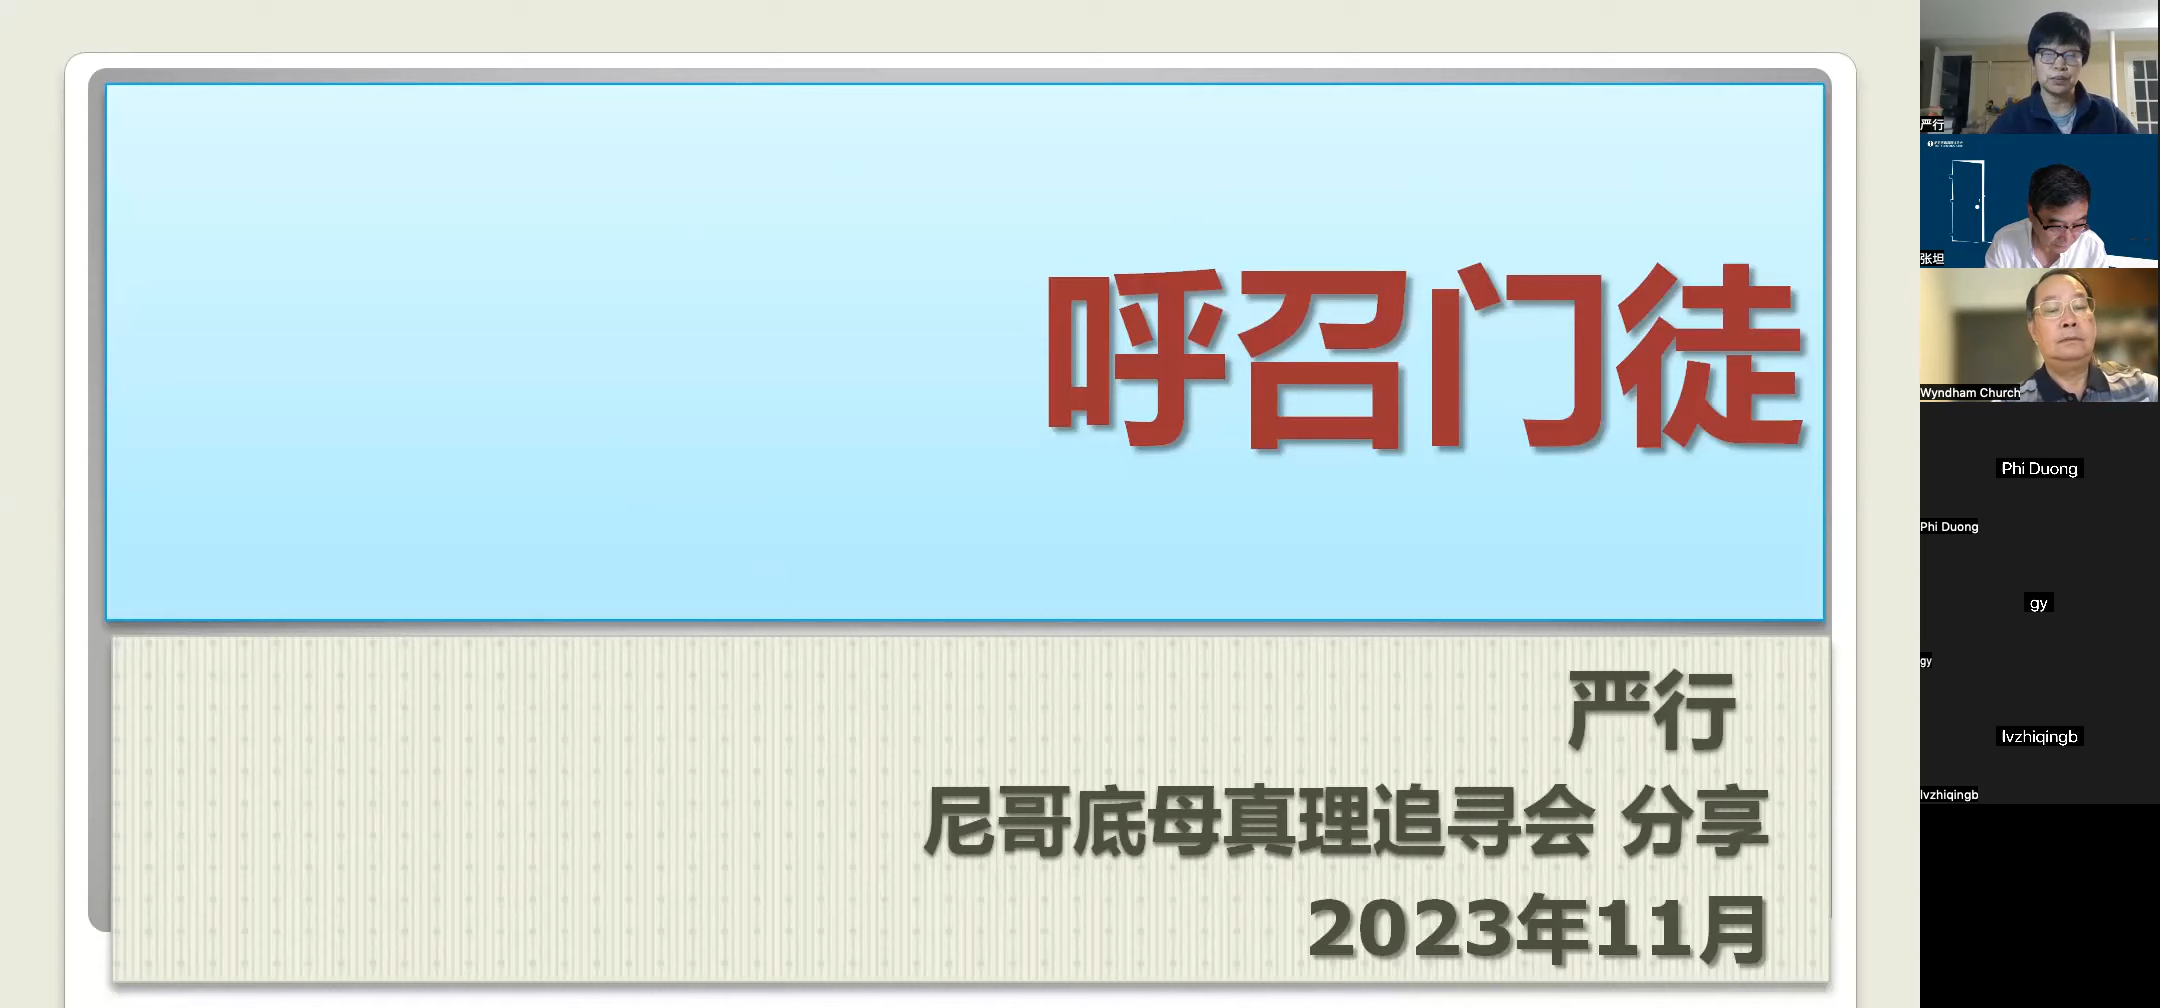 呼召门徒
严行
尼哥底母真理追寻会 分享
2023年11月
严行
张坦
Wyndham Church
Phi Duong
Phi Duong
gy
gy
lvzhiqingb
lvzhiqingb